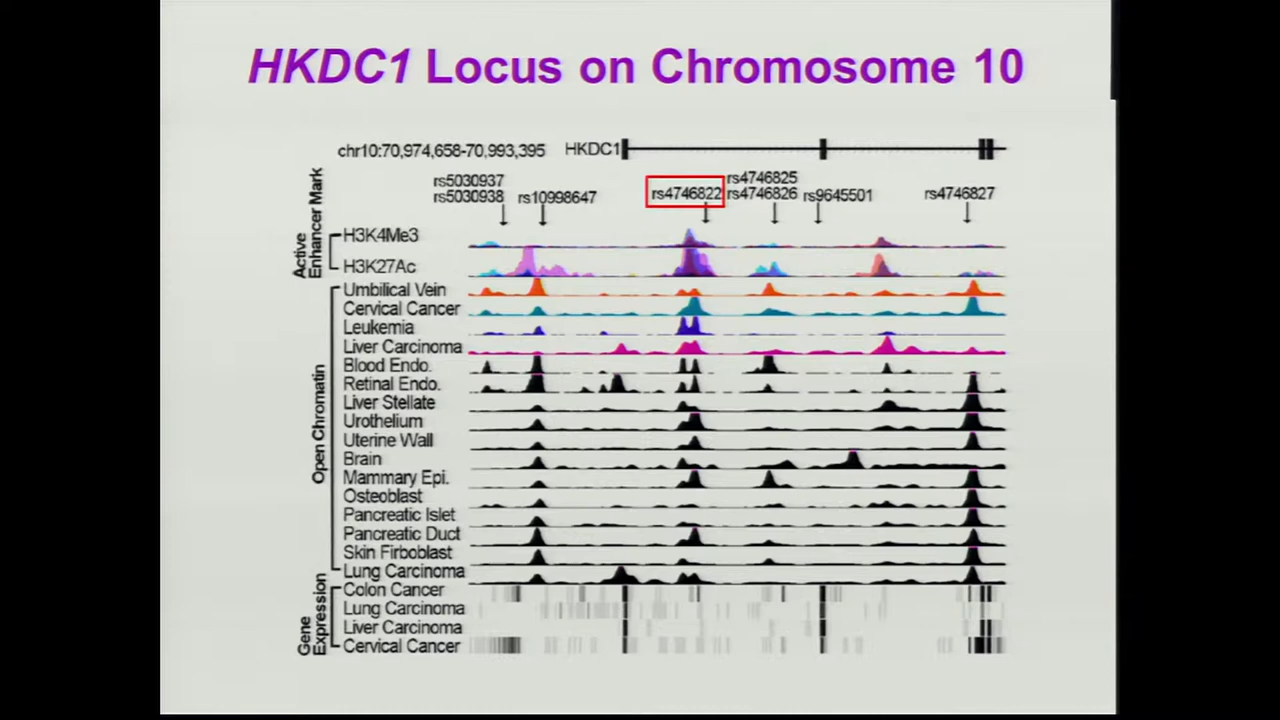 HKDC1 Locus on Chromosome 10
chr10:70,974,658-70,993,395 HKDC1
rs5030937
rs5030938
rs10998647
rs4746822
rs4746825
rs4746826
rs9645501
rs4746827
Active
Enhancer Mark
H3K4Me3
H3K27Ac
Open Chromatin
Umbilical Vein
Cervical Cancer
Leukemia
Liver Carcinoma
Blood Endo.
Retinal Endo.
Liver Stellate
Urothelium
Uterine Wall
Brain
Mammary Epi.
Osteoblast
Pancreatic Islet
Pancreatic Duct
Skin Firboblast
Lung Carcinoma
Gene
Expression
Colon Cancer
Lung Carcinoma
Liver Carcinoma
Cervical Cancer